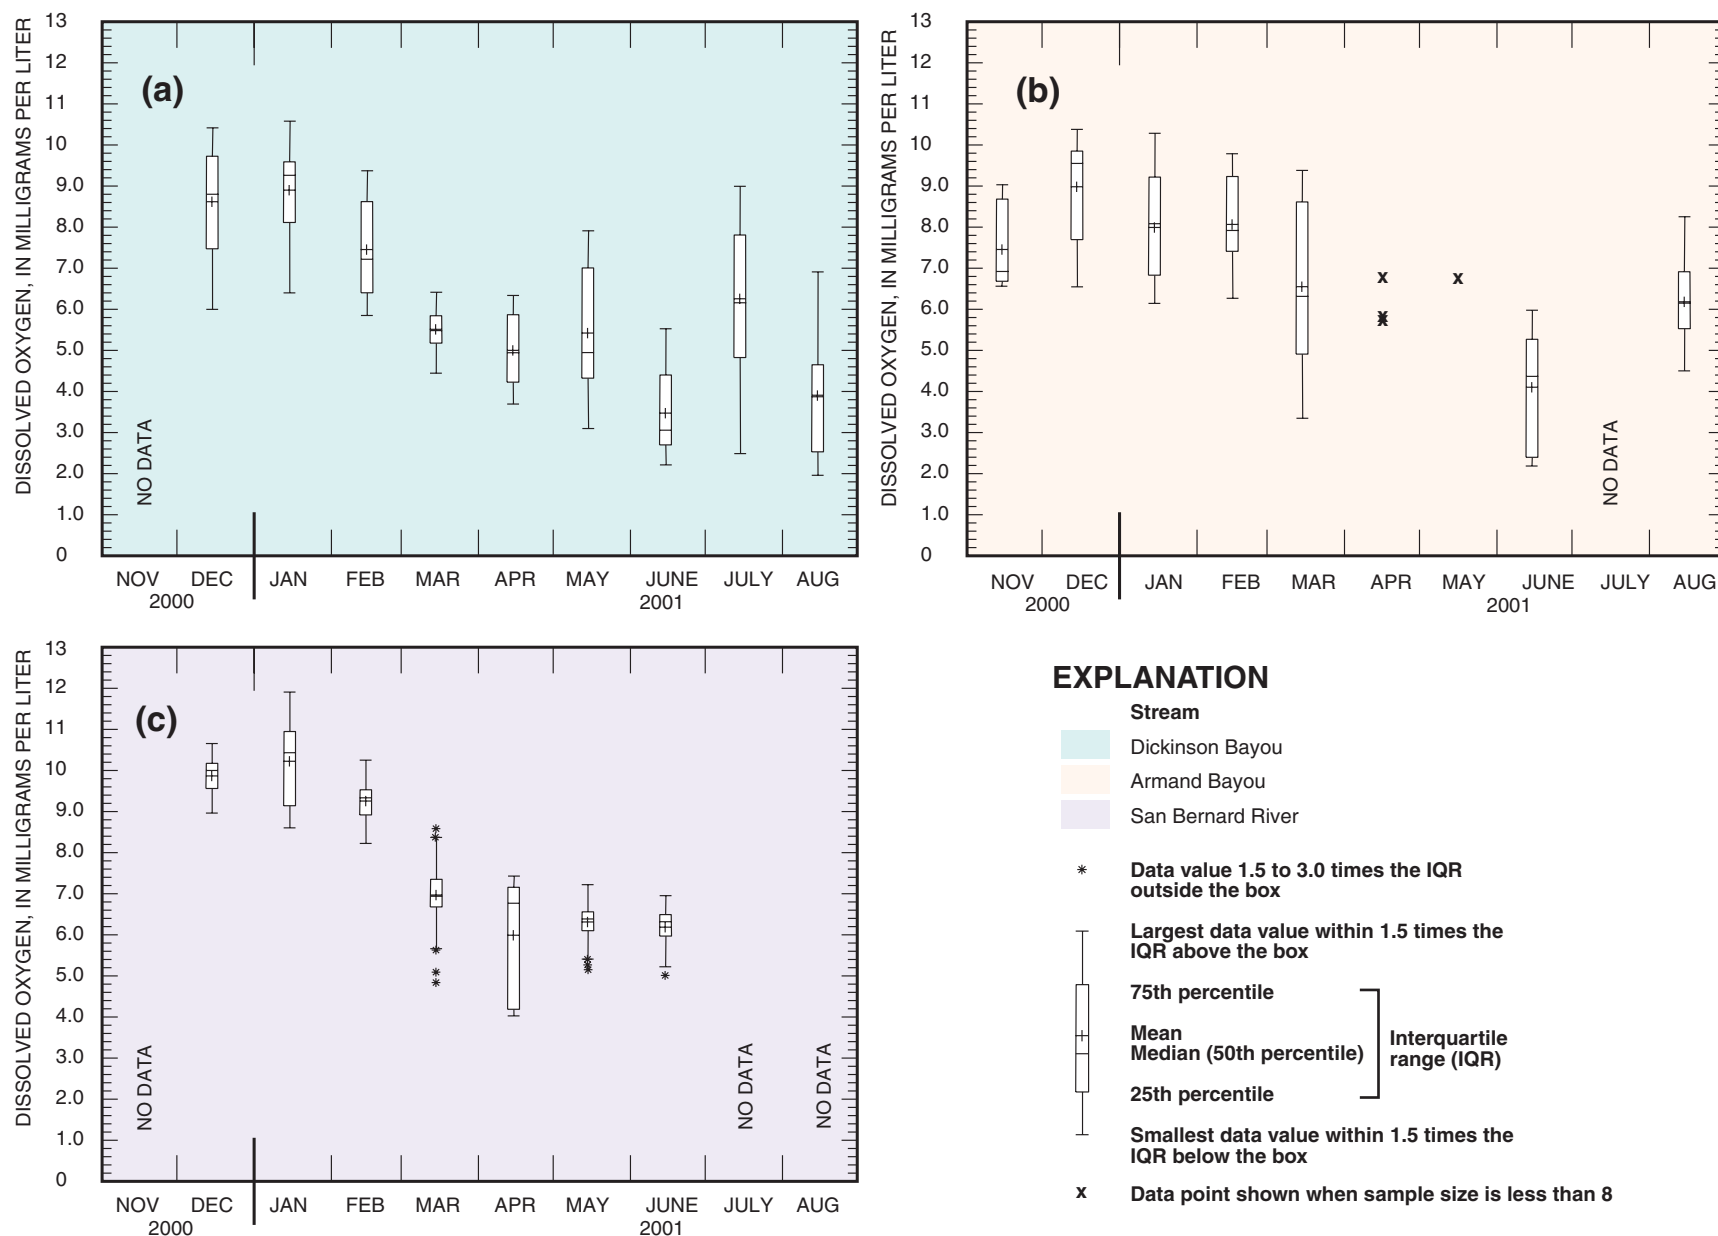 DISSOLVED OXYGEN, IN MILLIGRAMS PER LITER
13
12
11
10
9.0
8.0
7.0
6.0
5.0
4.0
3.0
2.0
1.0
0
(a)
NO DATA
NOV DEC JAN FEB MAR APR MAY JUNE JULY AUG
2000 2001
DISSOLVED OXYGEN, IN MILLIGRAMS PER LITER
13
12
11
10
9.0
8.0
7.0
6.0
5.0
4.0
3.0
2.0
1.0
0
(b)
x
x
x
x
NO DATA
NOV DEC JAN FEB MAR APR MAY JUNE JULY AUG
2000 2001
DISSOLVED OXYGEN, IN MILLIGRAMS PER LITER
13
12
11
10
9.0
8.0
7.0
6.0
5.0
4.0
3.0
2.0
1.0
0
(c)
NO DATA
NO DATA
NO DATA
NOV DEC JAN FEB MAR APR MAY JUNE JULY AUG
2000 2001
EXPLANATION
Stream
Dickinson Bayou
Armand Bayou
San Bernard River
* Data value 1.5 to 3.0 times the IQR
outside the box
Largest data value within 1.5 times the
IQR above the box
75th percentile
Mean
Median (50th percentile)
Interquartile
range (IQR)
25th percentile
Smallest data value within 1.5 times the
IQR below the box
x Data point shown when sample size is less than 8